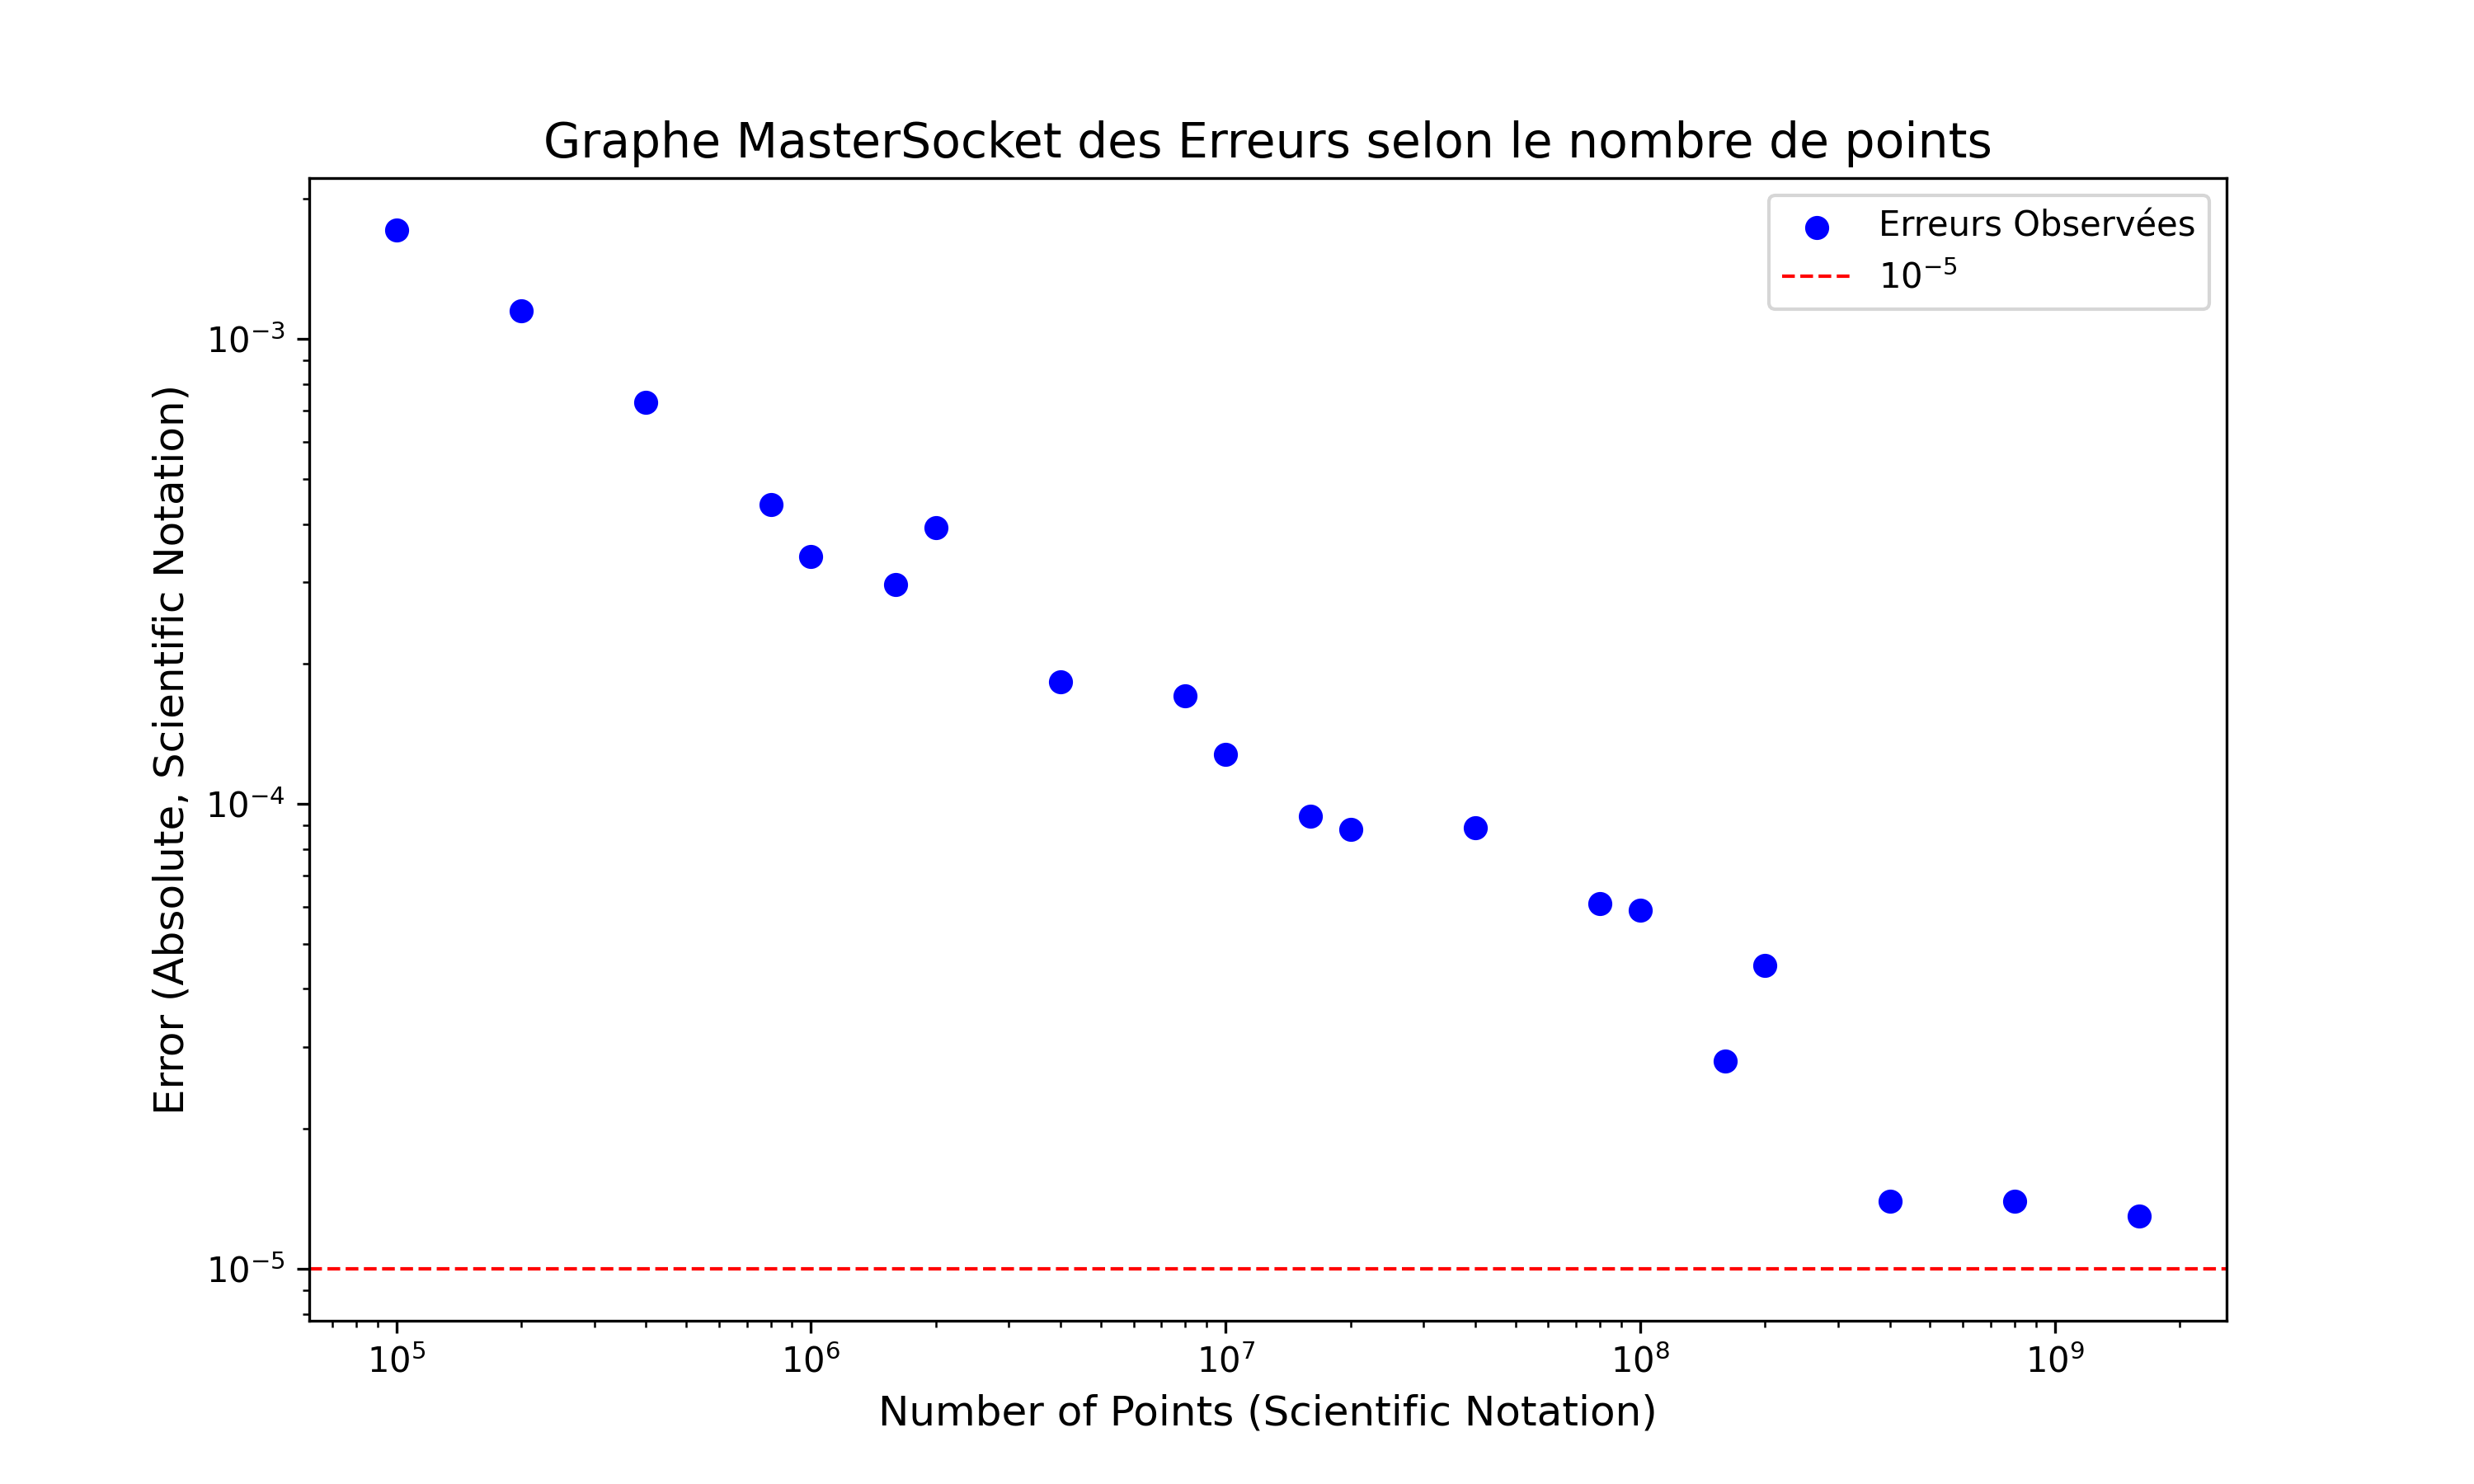 Graphe MasterSocket des Erreurs selon le nombre de points
Erreurs Observées
10⁻⁵
Error (Absolute, Scientific Notation)
10⁻³
10⁻⁴
10⁻⁵
10⁵ 10⁶ 10⁷ 10⁸ 10⁹
Number of Points (Scientific Notation)